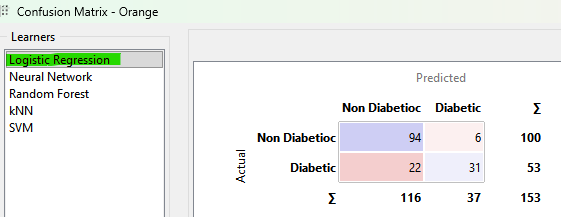 Confusion Matrix - Orange
Learners
Logistic Regression
Neural Network
Random Forest
kNN
SVM
Predicted
Non Diabetioc Diabetic Σ
Actual
Non Diabetioc 94 6 100
Diabetic 22 31 53
Σ 116 37 153